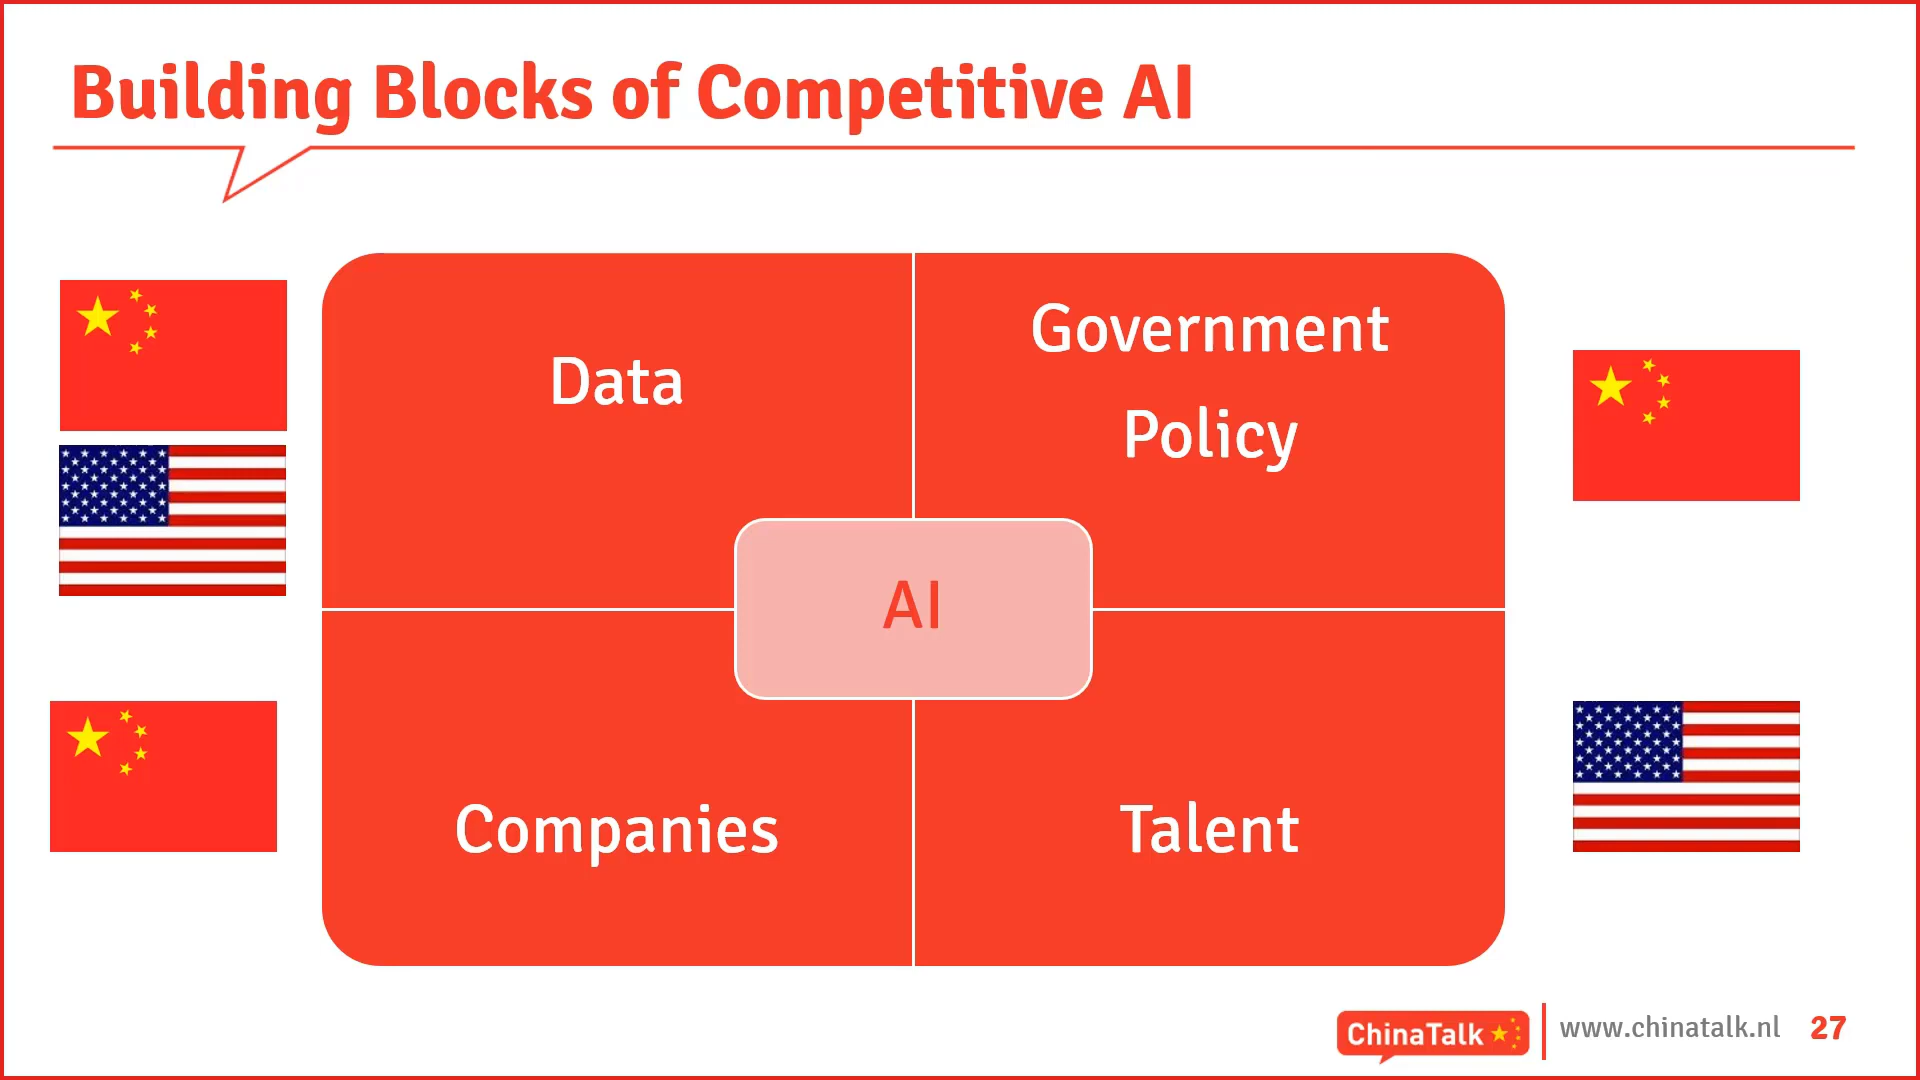 Building Blocks of Competitive AI
Data
Government
Policy
AI
Companies
Talent
ChinaTalk
www.chinatalk.nl
27